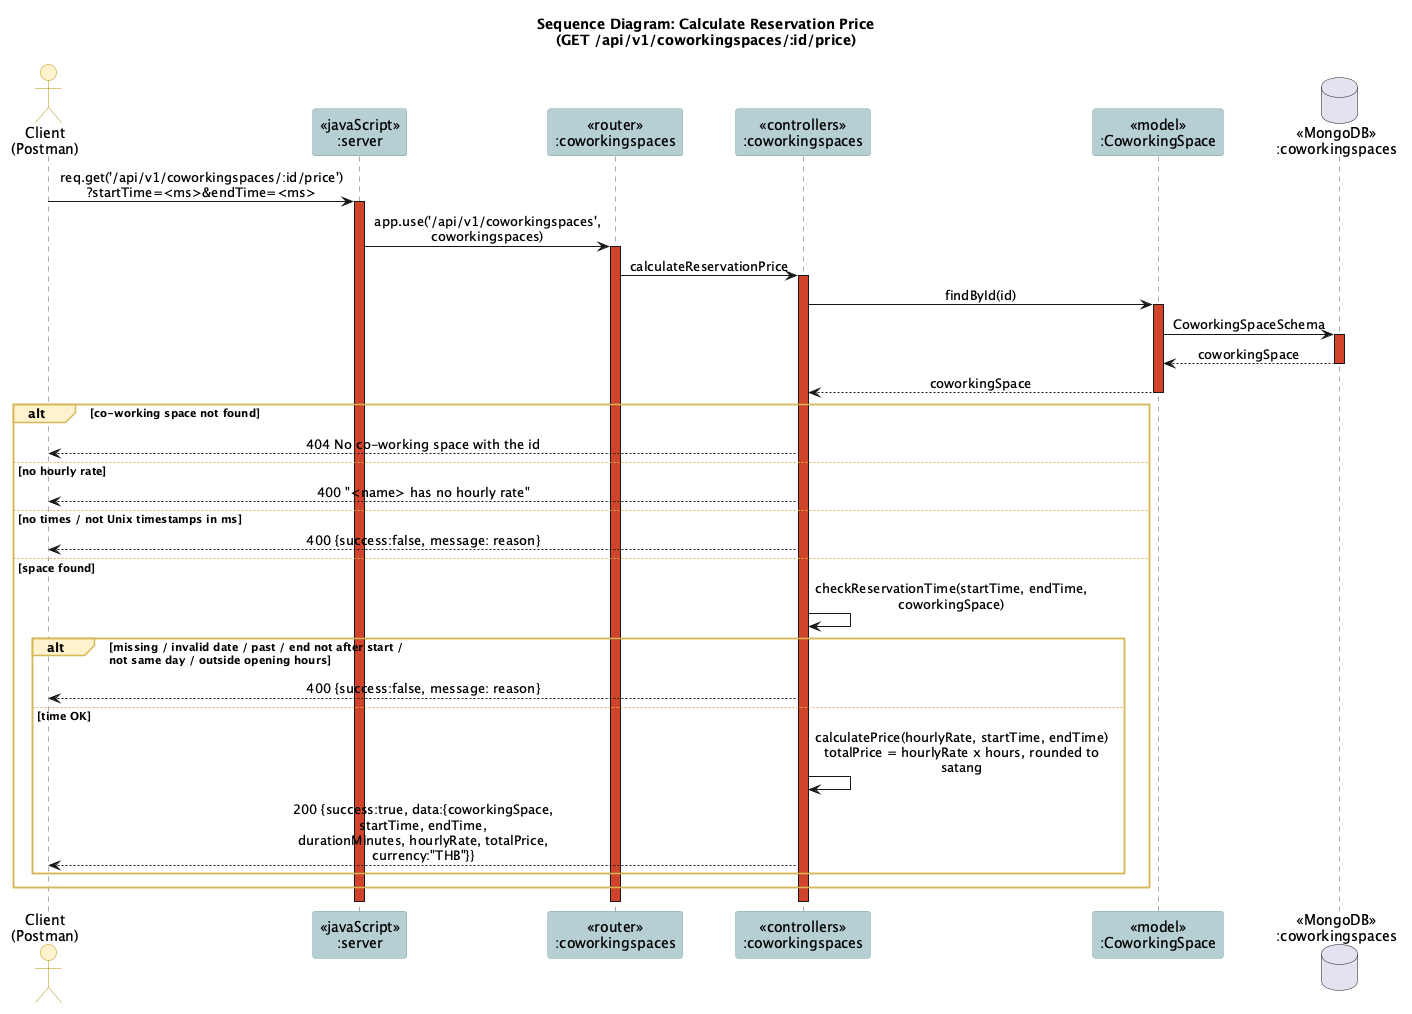 Sequence Diagram: Calculate Reservation Price
(GET /api/v1/coworkingspaces/:id/price)
Client
(Postman)
«javaScript»
:server
«router»
:coworkingspaces
«controllers»
:coworkingspaces
«model»
:CoworkingSpace
«MongoDB»
:coworkingspaces
req.get('/api/v1/coworkingspaces/:id/price')
?startTime=<ms>&endTime=<ms>
app.use('/api/v1/coworkingspaces',
coworkingspaces)
calculateReservationPrice
findById(id)
CoworkingSpaceSchema
coworkingSpace
coworkingSpace
alt
[co-working space not found]
404 No co-working space with the id
[no hourly rate]
400 "<name> has no hourly rate"
[no times / not Unix timestamps in ms]
400 {success:false, message: reason}
[space found]
checkReservationTime(startTime, endTime,
coworkingSpace)
alt
[missing / invalid date / past / end not after start /
not same day / outside opening hours]
400 {success:false, message: reason}
[time OK]
calculatePrice(hourlyRate, startTime, endTime)
totalPrice = hourlyRate x hours, rounded to
satang
200 {success:true, data:{coworkingSpace,
startTime, endTime,
durationMinutes, hourlyRate, totalPrice,
currency:"THB"}}
Client
(Postman)
«javaScript»
:server
«router»
:coworkingspaces
«controllers»
:coworkingspaces
«model»
:CoworkingSpace
«MongoDB»
:coworkingspaces